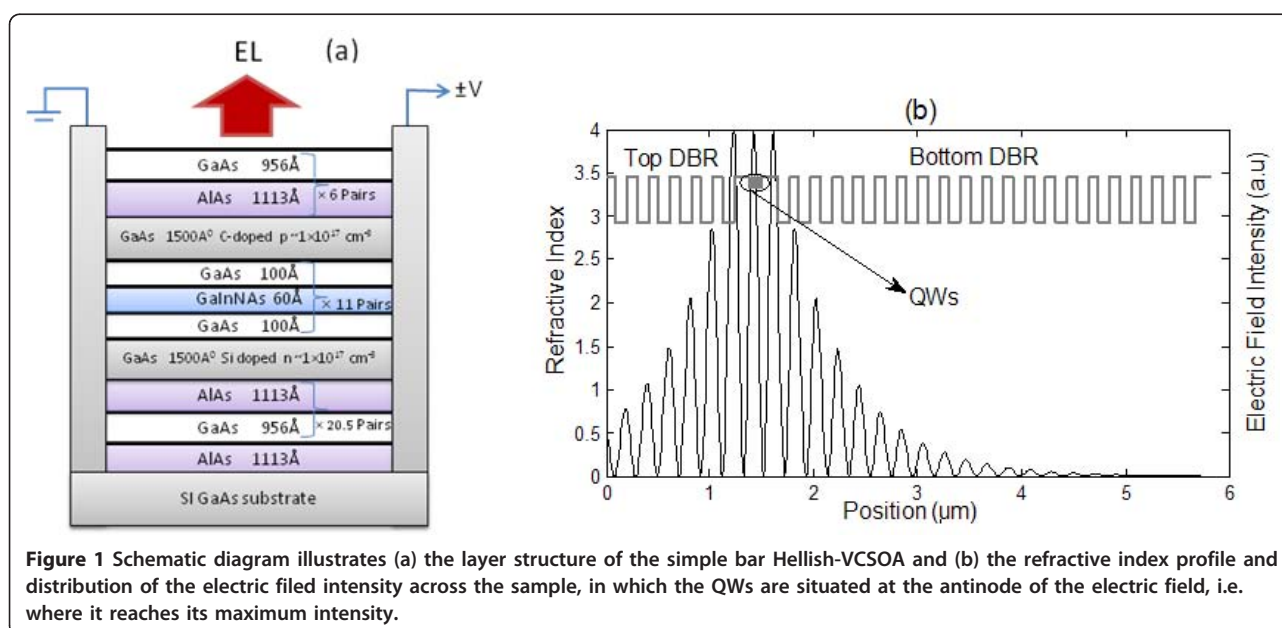 EL (a)
±V
GaAs 956Å
AlAs 1113Å
× 6 Pairs
GaAs 1500A⁰ C-doped p~1×10¹⁷ cm⁻⁸
GaAs 100Å
GaInNAs 60Å
× 11 Pairs
GaAs 100Å
GaAs 1500A⁰ Si doped n~1×10¹⁷ cm⁻⁸
AlAs 1113Å
GaAs 956Å
× 20.5 Pairs
AlAs 1113Å
SI GaAs substrate
(b)
Top DBR
Bottom DBR
QWs
Refractive Index
4
3.5
3
2.5
2
1.5
1
0.5
0
0 1 2 3 4 5 6
Position (µm)
Electric Field Intensity (a.u)
Figure 1 Schematic diagram illustrates (a) the layer structure of the simple bar Hellish-VCSOA and (b) the refractive index profile and
distribution of the electric filed intensity across the sample, in which the QWs are situated at the antinode of the electric field, i.e.
where it reaches its maximum intensity.